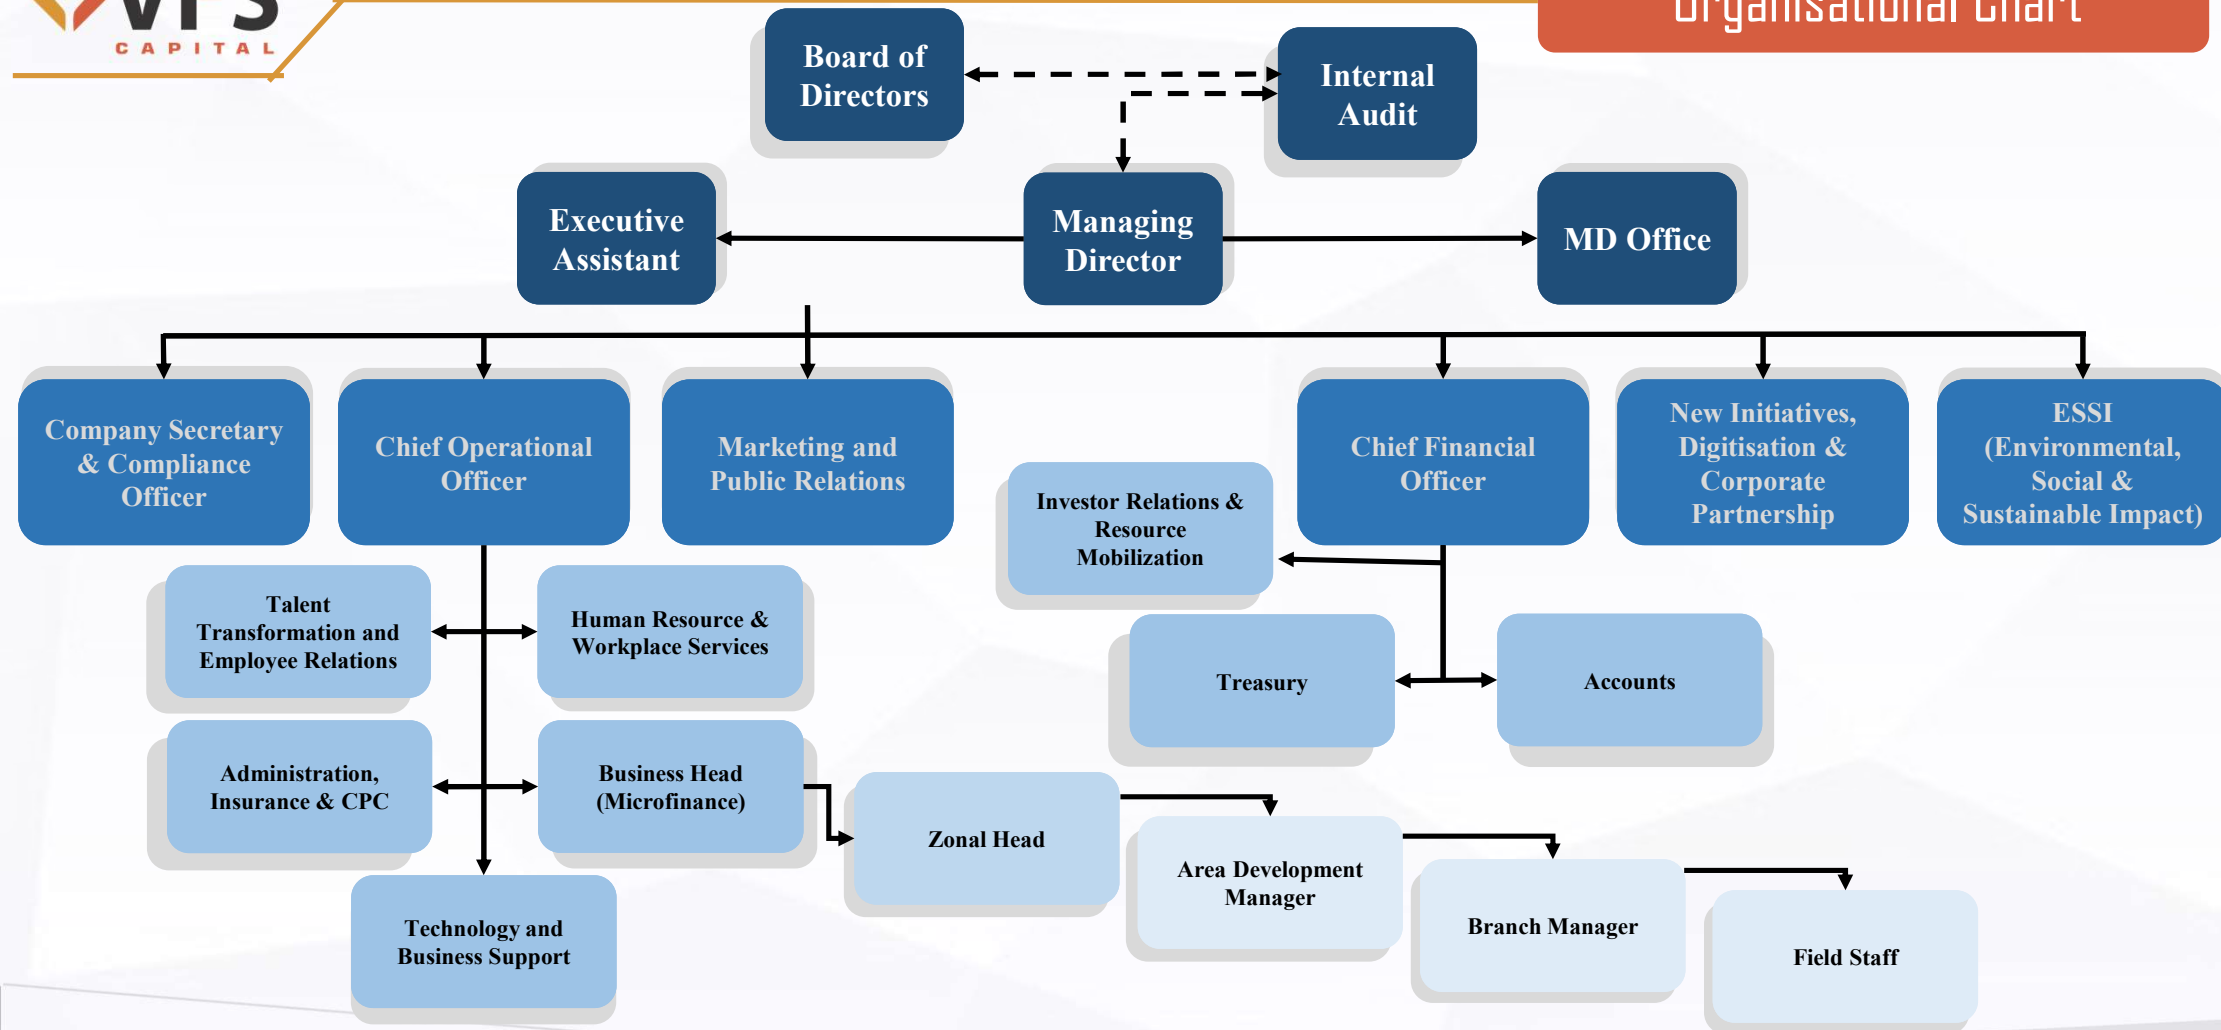 VFS
CAPITAL
Organisational Chart
Board of
Directors
Internal
Audit
Executive
Assistant
Managing
Director
MD Office
Company Secretary
& Compliance
Officer
Chief Operational
Officer
Marketing and
Public Relations
Chief Financial
Officer
New Initiatives,
Digitisation &
Corporate
Partnership
ESSI
(Environmental,
Social &
Sustainable Impact)
Investor Relations &
Resource
Mobilization
Talent
Transformation and
Employee Relations
Human Resource &
Workplace Services
Treasury
Accounts
Administration,
Insurance & CPC
Business Head
(Microfinance)
Zonal Head
Area Development
Manager
Branch Manager
Field Staff
Technology and
Business Support